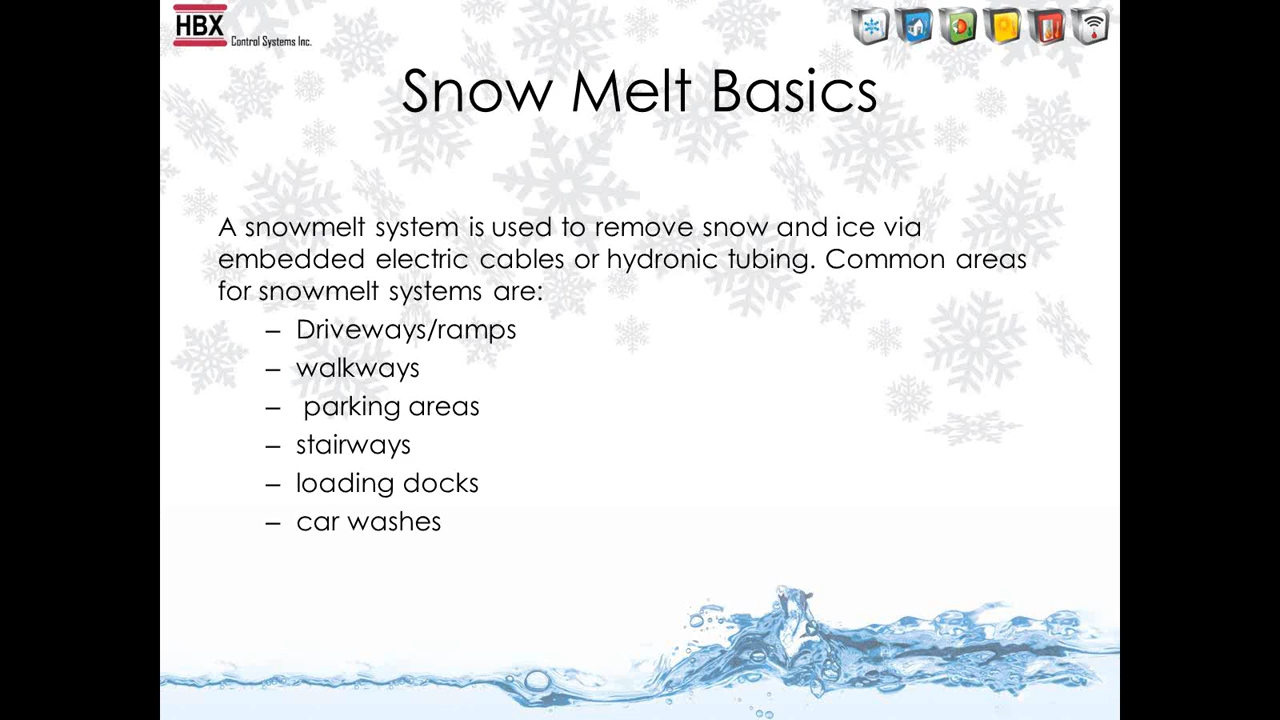 HBX
Control Systems Inc.
Snow Melt Basics
A snowmelt system is used to remove snow and ice via
embedded electric cables or hydronic tubing. Common areas
for snowmelt systems are:
– Driveways/ramps
– walkways
– parking areas
– stairways
– loading docks
– car washes